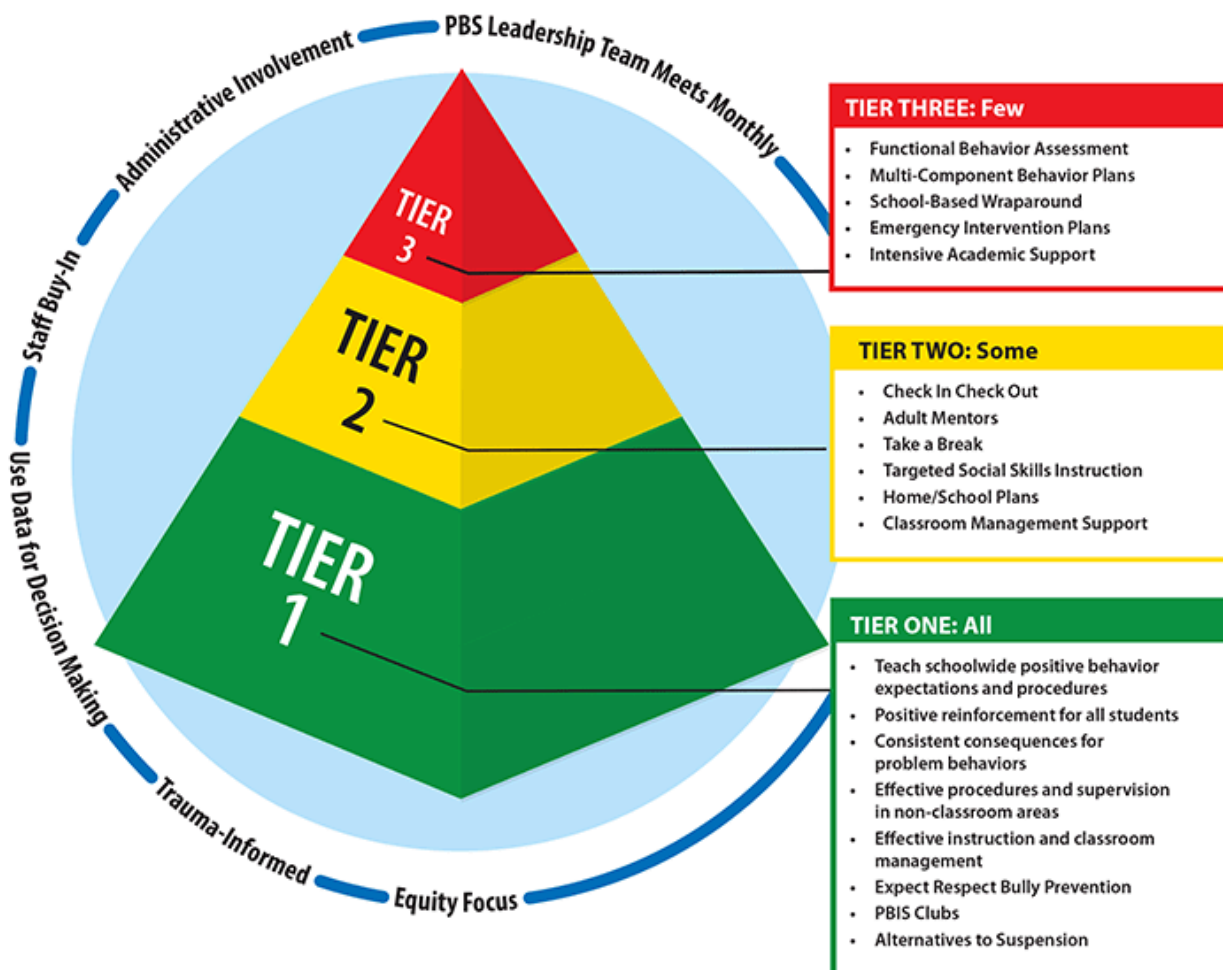 PBS Leadership Team Meets Monthly
Administrative Involvement
Staff Buy-In
Use Data for Decision Making
Trauma-Informed
Equity Focus
TIER
3
TIER
2
TIER
1
TIER THREE: Few
• Functional Behavior Assessment
• Multi-Component Behavior Plans
• School-Based Wraparound
• Emergency Intervention Plans
• Intensive Academic Support
TIER TWO: Some
• Check In Check Out
• Adult Mentors
• Take a Break
• Targeted Social Skills Instruction
• Home/School Plans
• Classroom Management Support
TIER ONE: All
• Teach schoolwide positive behavior
expectations and procedures
• Positive reinforcement for all students
• Consistent consequences for
problem behaviors
• Effective procedures and supervision
in non-classroom areas
• Effective instruction and classroom
management
• Expect Respect Bully Prevention
• PBIS Clubs
• Alternatives to Suspension